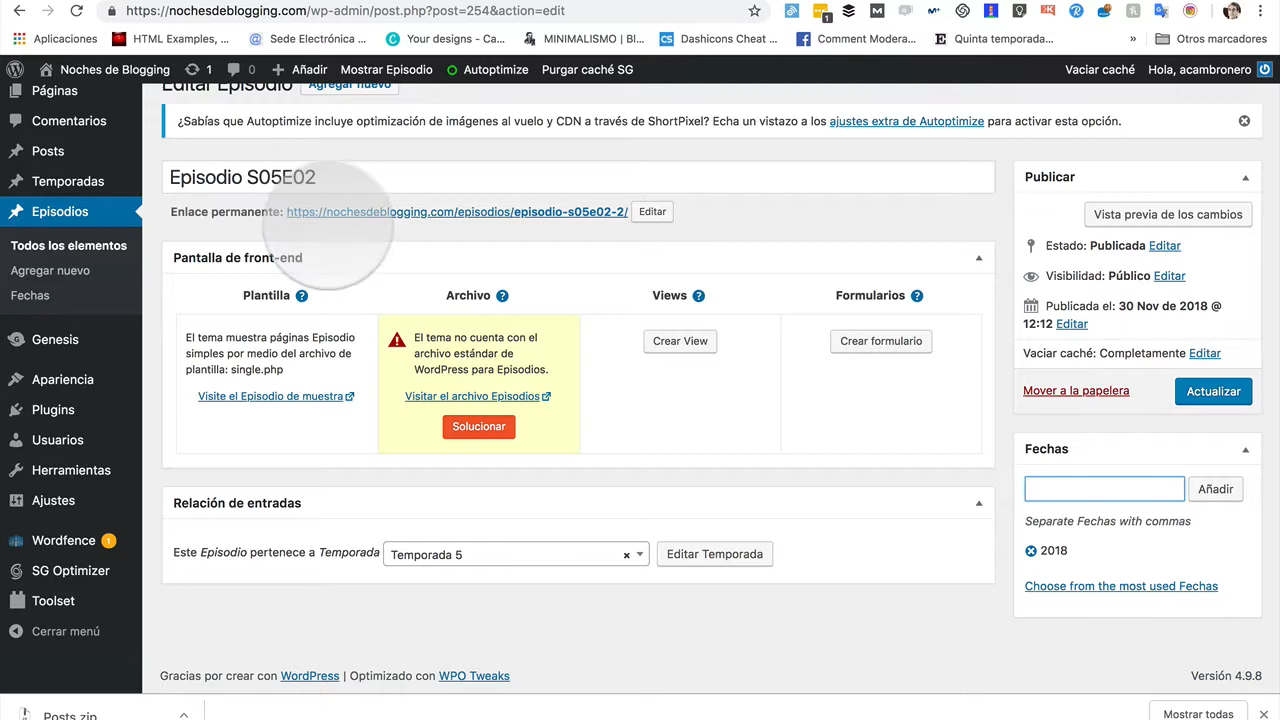 https://nochesdeblogging.com/wp-admin/post.php?post=254&action=edit
1
Aplicaciones
HTML Examples, ...
Sede Electrónica ...
Your designs - Ca...
MINIMALISMO | Bl...
Dashicons Cheat ...
Comment Modera...
Quinta temporada...
»
Otros marcadores
Noches de Blogging
1
0
Añadir
Mostrar Episodio
Autoptimize
Purgar caché SG
Vaciar caché
Hola, acambronero
Páginas
Comentarios
Posts
Temporadas
Episodios
Todos los elementos
Agregar nuevo
Fechas
Genesis
Apariencia
Plugins
Usuarios
Herramientas
Ajustes
Wordfence 1
SG Optimizer
Toolset
Cerrar menú
Editar Episodio
Agregar nuevo
¿Sabías que Autoptimize incluye optimización de imágenes al vuelo y CDN a través de ShortPixel? Echa un vistazo a los ajustes extra de Autoptimize para activar esta opción.
Episodio S05E02
Enlace permanente: https://nochesdeblogging.com/episodios/episodio-s05e02-2/ Editar
Pantalla de front-end
Plantilla ?
El tema muestra páginas Episodio
simples por medio del archivo de
plantilla: single.php
Visite el Episodio de muestra
Archivo ?
El tema no cuenta con el
archivo estándar de
WordPress para Episodios.
Visitar el archivo Episodios
Solucionar
Views ?
Crear View
Formularios ?
Crear formulario
Relación de entradas
Este Episodio pertenece a Temporada Temporada 5 × Editar Temporada
Publicar
Vista previa de los cambios
Estado: Publicada Editar
Visibilidad: Público Editar
Publicada el: 30 Nov de 2018 @
12:12 Editar
Vaciar caché: Completamente Editar
Mover a la papelera
Actualizar
Fechas
Añadir
Separate Fechas with commas
2018
Choose from the most used Fechas
Gracias por crear con WordPress | Optimizado con WPO Tweaks
Versión 4.9.8
Posts.zip
Mostrar todas